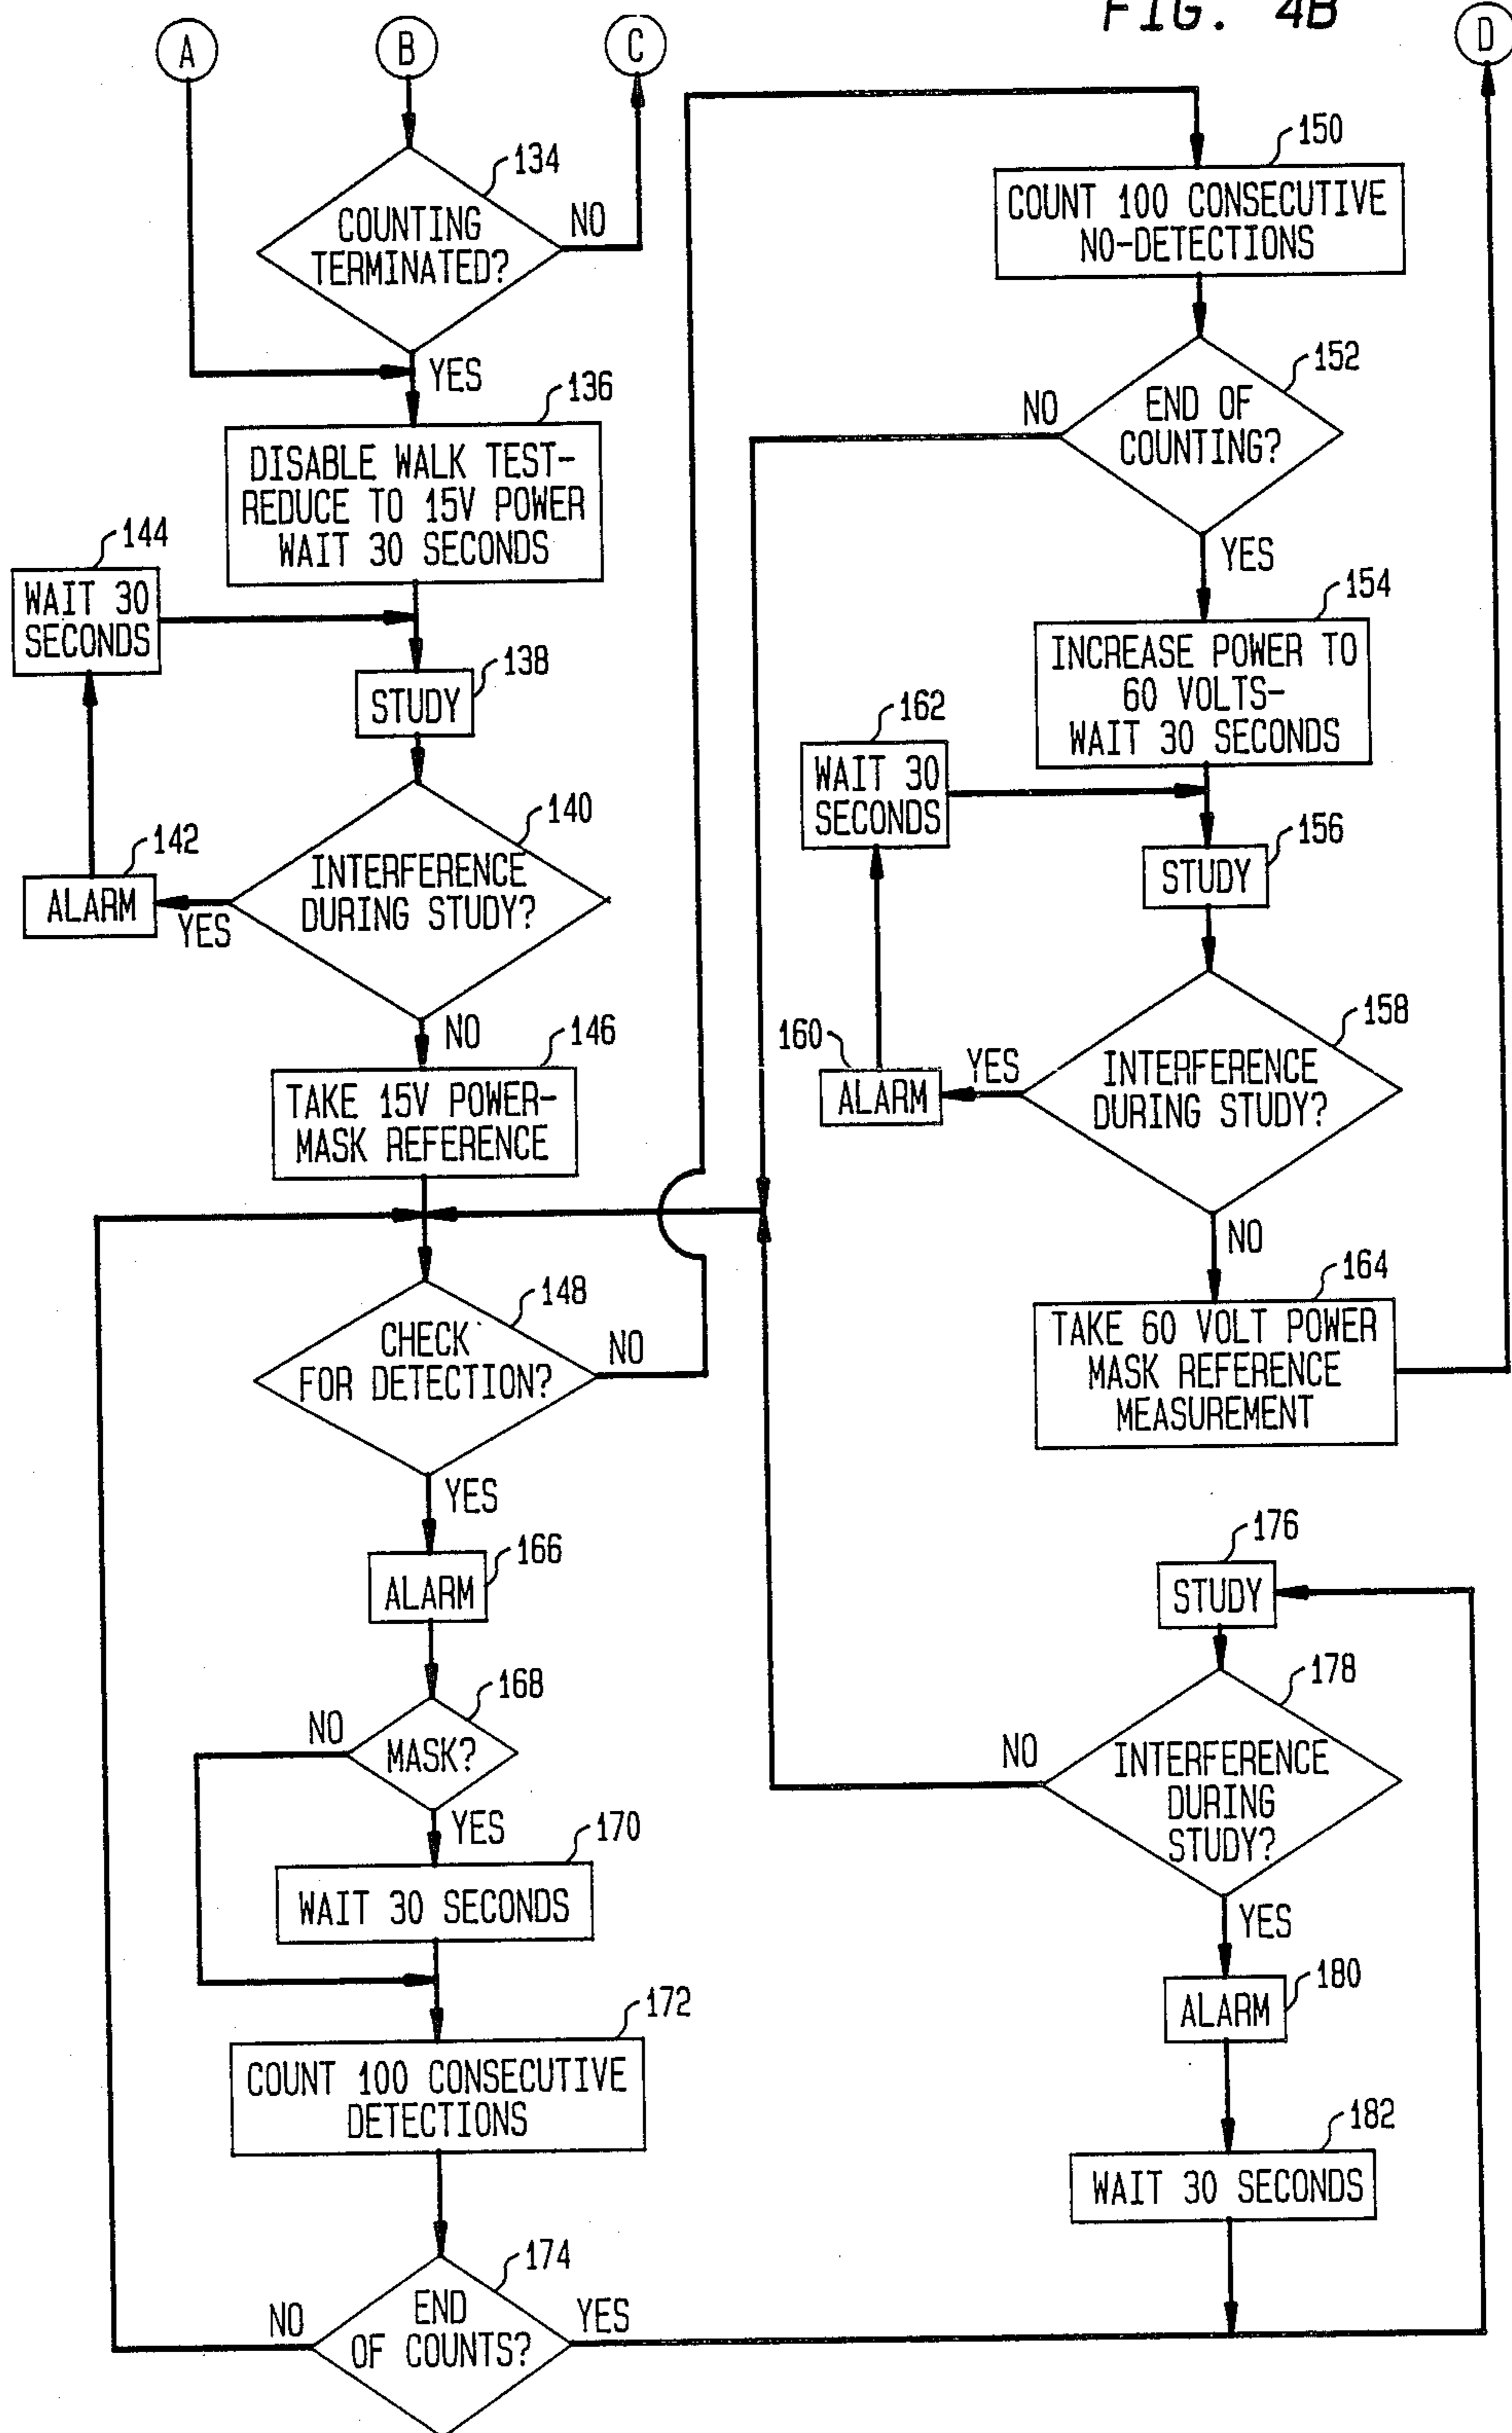 FIG. 4B
A
B
C
D
134
COUNTING
TERMINATED?
NO
YES
136
DISABLE WALK TEST-
REDUCE TO 15V POWER
WAIT 30 SECONDS
144
WAIT 30
SECONDS
138
STUDY
140
INTERFERENCE
DURING STUDY?
142
ALARM
YES
NO
146
TAKE 15V POWER-
MASK REFERENCE
148
CHECK
FOR DETECTION?
NO
YES
166
ALARM
168
MASK?
NO
YES
170
WAIT 30 SECONDS
172
COUNT 100 CONSECUTIVE
DETECTIONS
174
END
OF COUNTS?
NO
YES
150
COUNT 100 CONSECUTIVE
NO-DETECTIONS
152
END OF
COUNTING?
NO
YES
154
INCREASE POWER TO
60 VOLTS-
WAIT 30 SECONDS
162
WAIT 30
SECONDS
156
STUDY
158
INTERFERENCE
DURING STUDY?
160
ALARM
YES
NO
164
TAKE 60 VOLT POWER
MASK REFERENCE
MEASUREMENT
176
STUDY
178
INTERFERENCE
DURING
STUDY?
NO
YES
180
ALARM
182
WAIT 30 SECONDS